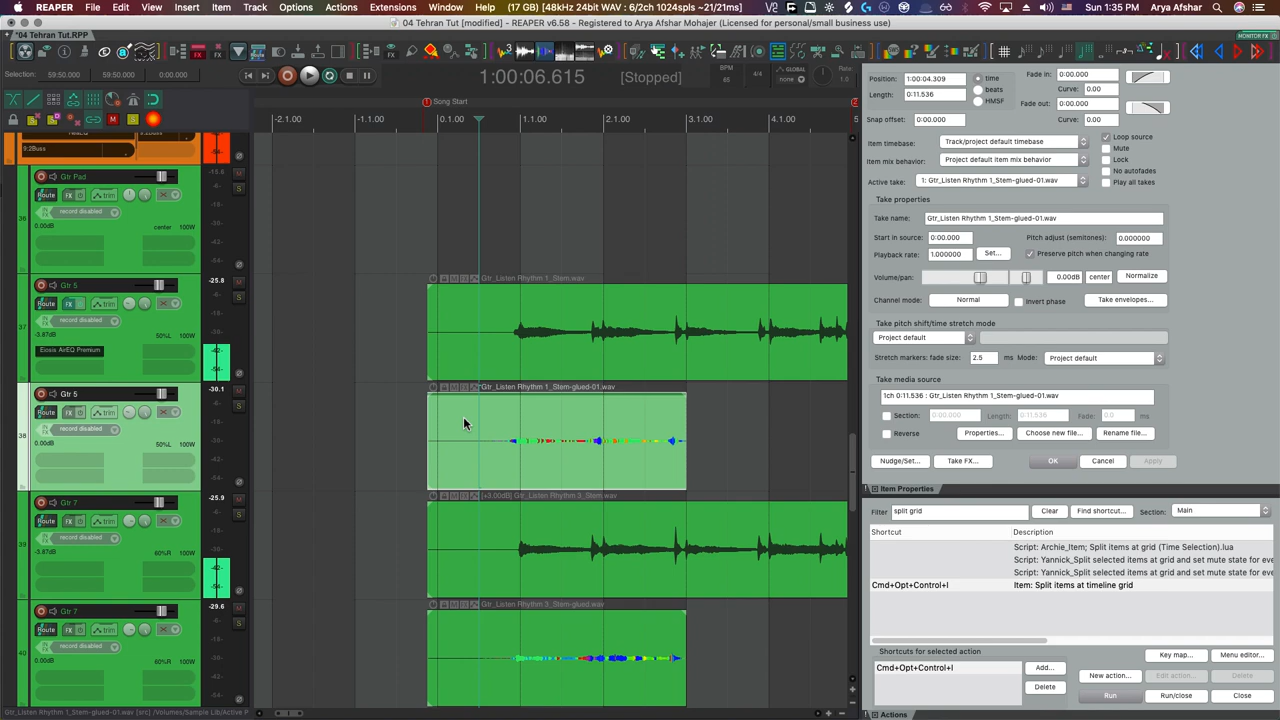 REAPER File Edit View Insert Item Track Options Actions
04 Tehran Tut [modified] - REAPER v6.58 - Registered to Arya Afshar Mohajer (Licensed for personal/small business use)
[17:00 Wed] [48kHz 24bit WAV : 6/12ch 1024spls
*04 Tehran Tut.RPP
MONITOR FX
Selection: 59:50.000 59:50.000 0:00.000
1:00:06.615 [Stopped]
BPM
65
4/4
GLOBAL
none
Rate:
1.0
Song Start
-2.1.00 -1.1.00 0.1.00 1.1.00 2.1.00 3.1.00 4.1.00 5
9:2Buss
Gtr Pad
-15.6
Route FX trim
record disabled
0.00dB center 100W
36
Gtr 5
-25.8
Route FX trim
record disabled
-3.87dB 50%L 100W
Eiosis AirEQ Premium
37
Gtr_Listen Rhythm 1_Stem.wav
Gtr 5
-30.1
Route FX trim
record disabled
0.00dB 50%L 100W
38
Gtr_Listen Rhythm 1_Stem-glued-01.wav
Gtr 7
-25.9
Route FX trim
record disabled
-3.87dB 60%R 100W
39
[+3.00dB] Gtr_Listen Rhythm 3_Stem.wav
Gtr 7
-29.6
Route FX trim
record disabled
0.00dB 60%R 100W
40
Gtr_Listen Rhythm 3_Stem-glued.wav
Gtr_Listen Rhythm 1_Stem-glued-01.wav [src] /Volumes/Sample Lib/Active P
Position: 1:00:04.309 time
Length: 0:11.536 beats
HMSF
Snap offset: 0:00.000
Fade in: 0:00.000
Curve: 0.00
Fade out: 0:00.000
Curve: 0.00
Item timebase: Track/project default timebase
Item mix behavior: Project default item mix behavior
Active take: 1: Gtr_Listen Rhythm 1_Stem-glued-01.wav
Loop source
Mute
Lock
No autofades
Play all takes
Take properties
Take name: Gtr_Listen Rhythm 1_Stem-glued-01.wav
Start in source: 0:00.000 Pitch adjust (semitones): 0.000000
Playback rate: 1.000000 Set... Preserve pitch when changing rate
Volume/pan: 0.00dB center Normalize
Channel mode: Normal Invert phase Take envelopes...
Take pitch shift/time stretch mode
Project default
Stretch markers: fade size: 2.5 ms Mode: Project default
Take media source
1ch 0:11.536 : Gtr_Listen Rhythm 1_Stem-glued-01.wav
Section: 0:00.000 Length: 0:11.536 Fade: 0.0 ms
Reverse Properties... Choose new file... Rename file...
Nudge/Set... Take FX... OK Cancel Apply
Item Properties
Filter split grid Clear Find shortcut... Section: Main
Shortcut Description
Script: Archie_Item; Split items at grid (Time Selection).lua
Script: Yannick_Split selected items at grid and set mute state for eve
Script: Yannick_Split selected items at grid and set mute state for eve
Cmd+Opt+Control+I Item: Split items at timeline grid
Shortcuts for selected action
Cmd+Opt+Control+I
Add...
Delete
Key map... Menu editor...
New action... Edit action... Delete
Run Run/close Close
Actions